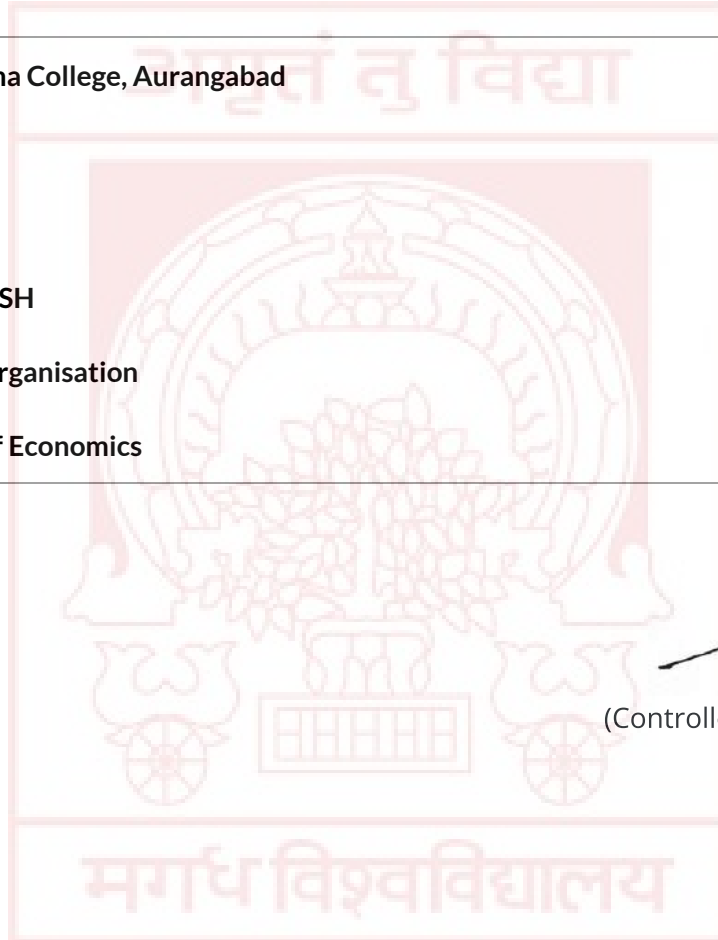 अमृतं तु विद्या
na College, Aurangabad
SH
rganisation
f Economics
(Controll
मगध विश्वविद्यालय